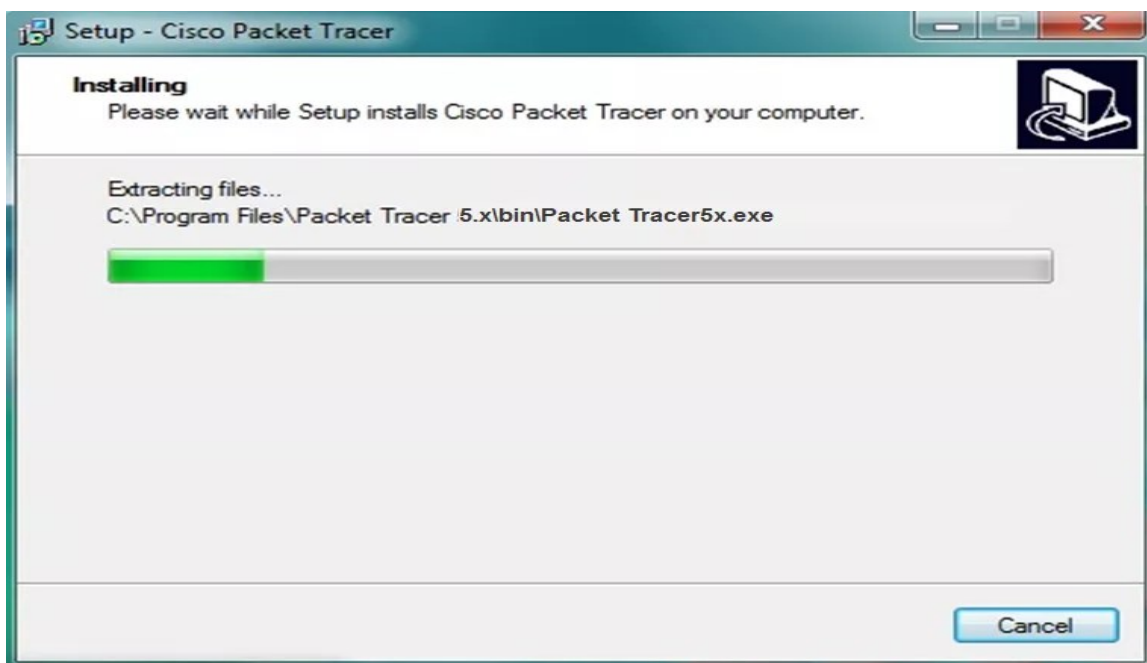 Setup - Cisco Packet Tracer
Installing
Please wait while Setup installs Cisco Packet Tracer on your computer.
Extracting files...
C:\Program Files\Packet Tracer 5.x\bin\Packet Tracer5x.exe
Cancel